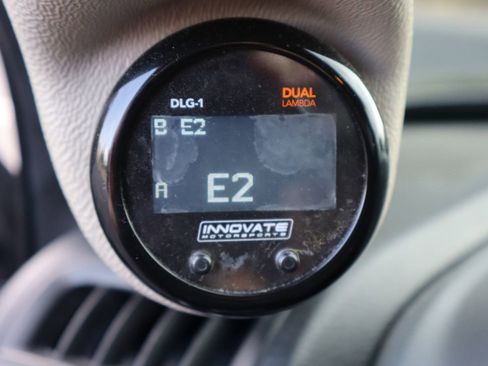 DLG-1
DUAL
LAMBDA
B E2
A E2
INNOVATE
MOTORSPORTS